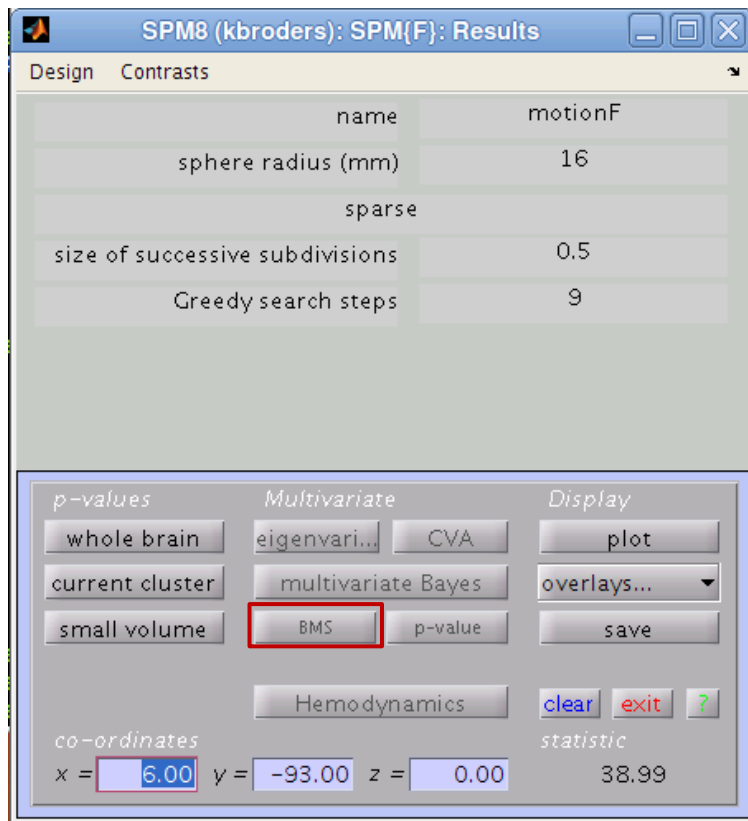 SPM8 (kbroders): SPM{F}: Results
Design Contrasts
name motionF
sphere radius (mm) 16
sparse
size of successive subdivisions 0.5
Greedy search steps 9
p-values Multivariate Display
whole brain eigenvari... CVA plot
current cluster multivariate Bayes overlays...
small volume BMS p-value save
Hemodynamics clear exit ?
co-ordinates statistic
x = 6.00 y = -93.00 z = 0.00 38.99